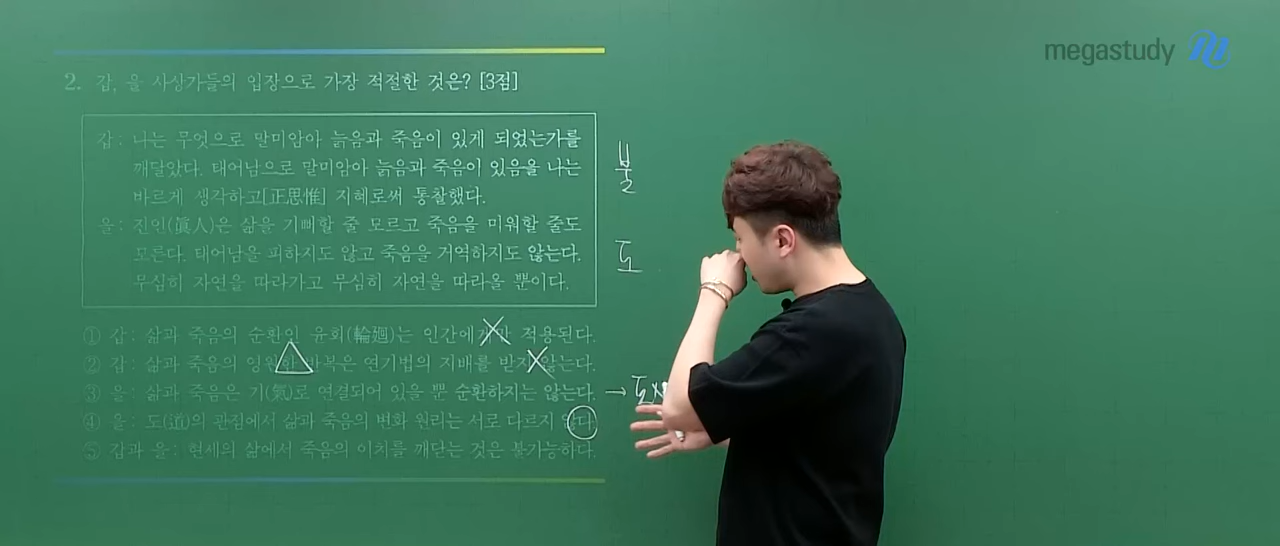 megastudy
2. 갑, 을 사상가들의 입장으로 가장 적절한 것은? [3점]
갑 : 나는 무엇으로 말미암아 늙음과 죽음이 있게 되었는가를
깨달았다. 태어남으로 말미암아 늙음과 죽음이 있음을 나는
바르게 생각하고[正思惟] 지혜로써 통찰했다.
을 : 진인(眞人)은 삶을 기뻐할 줄 모르고 죽음을 미워할 줄도
모른다. 태어남을 피하지도 않고 죽음을 거역하지도 않는다.
무심히 자연을 따라가고 무심히 자연을 따라올 뿐이다.
불
도
① 갑 : 삶과 죽음의 순환인 윤회(輪廻)는 인간에게만 적용된다.
② 갑 : 삶과 죽음의 반복은 연기법의 지배를 받지 않는다.
③ 을 : 삶과 죽음은 기(氣)로 연결되어 있을 뿐 순환하지는 않는다. → 도
④ 을 : 도(道)의 관점에서 삶과 죽음의 변화 원리는 서로 다르지 않다.
⑤ 갑과 을 : 현세의 삶에서 죽음의 이치를 깨닫는 것은 불가능하다.